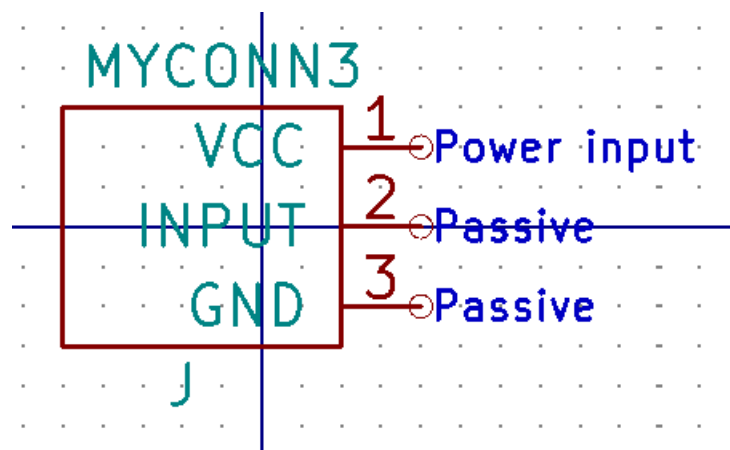 MYCONN3
VCC 1 Power input
INPUT 2 Passive
GND 3 Passive
J